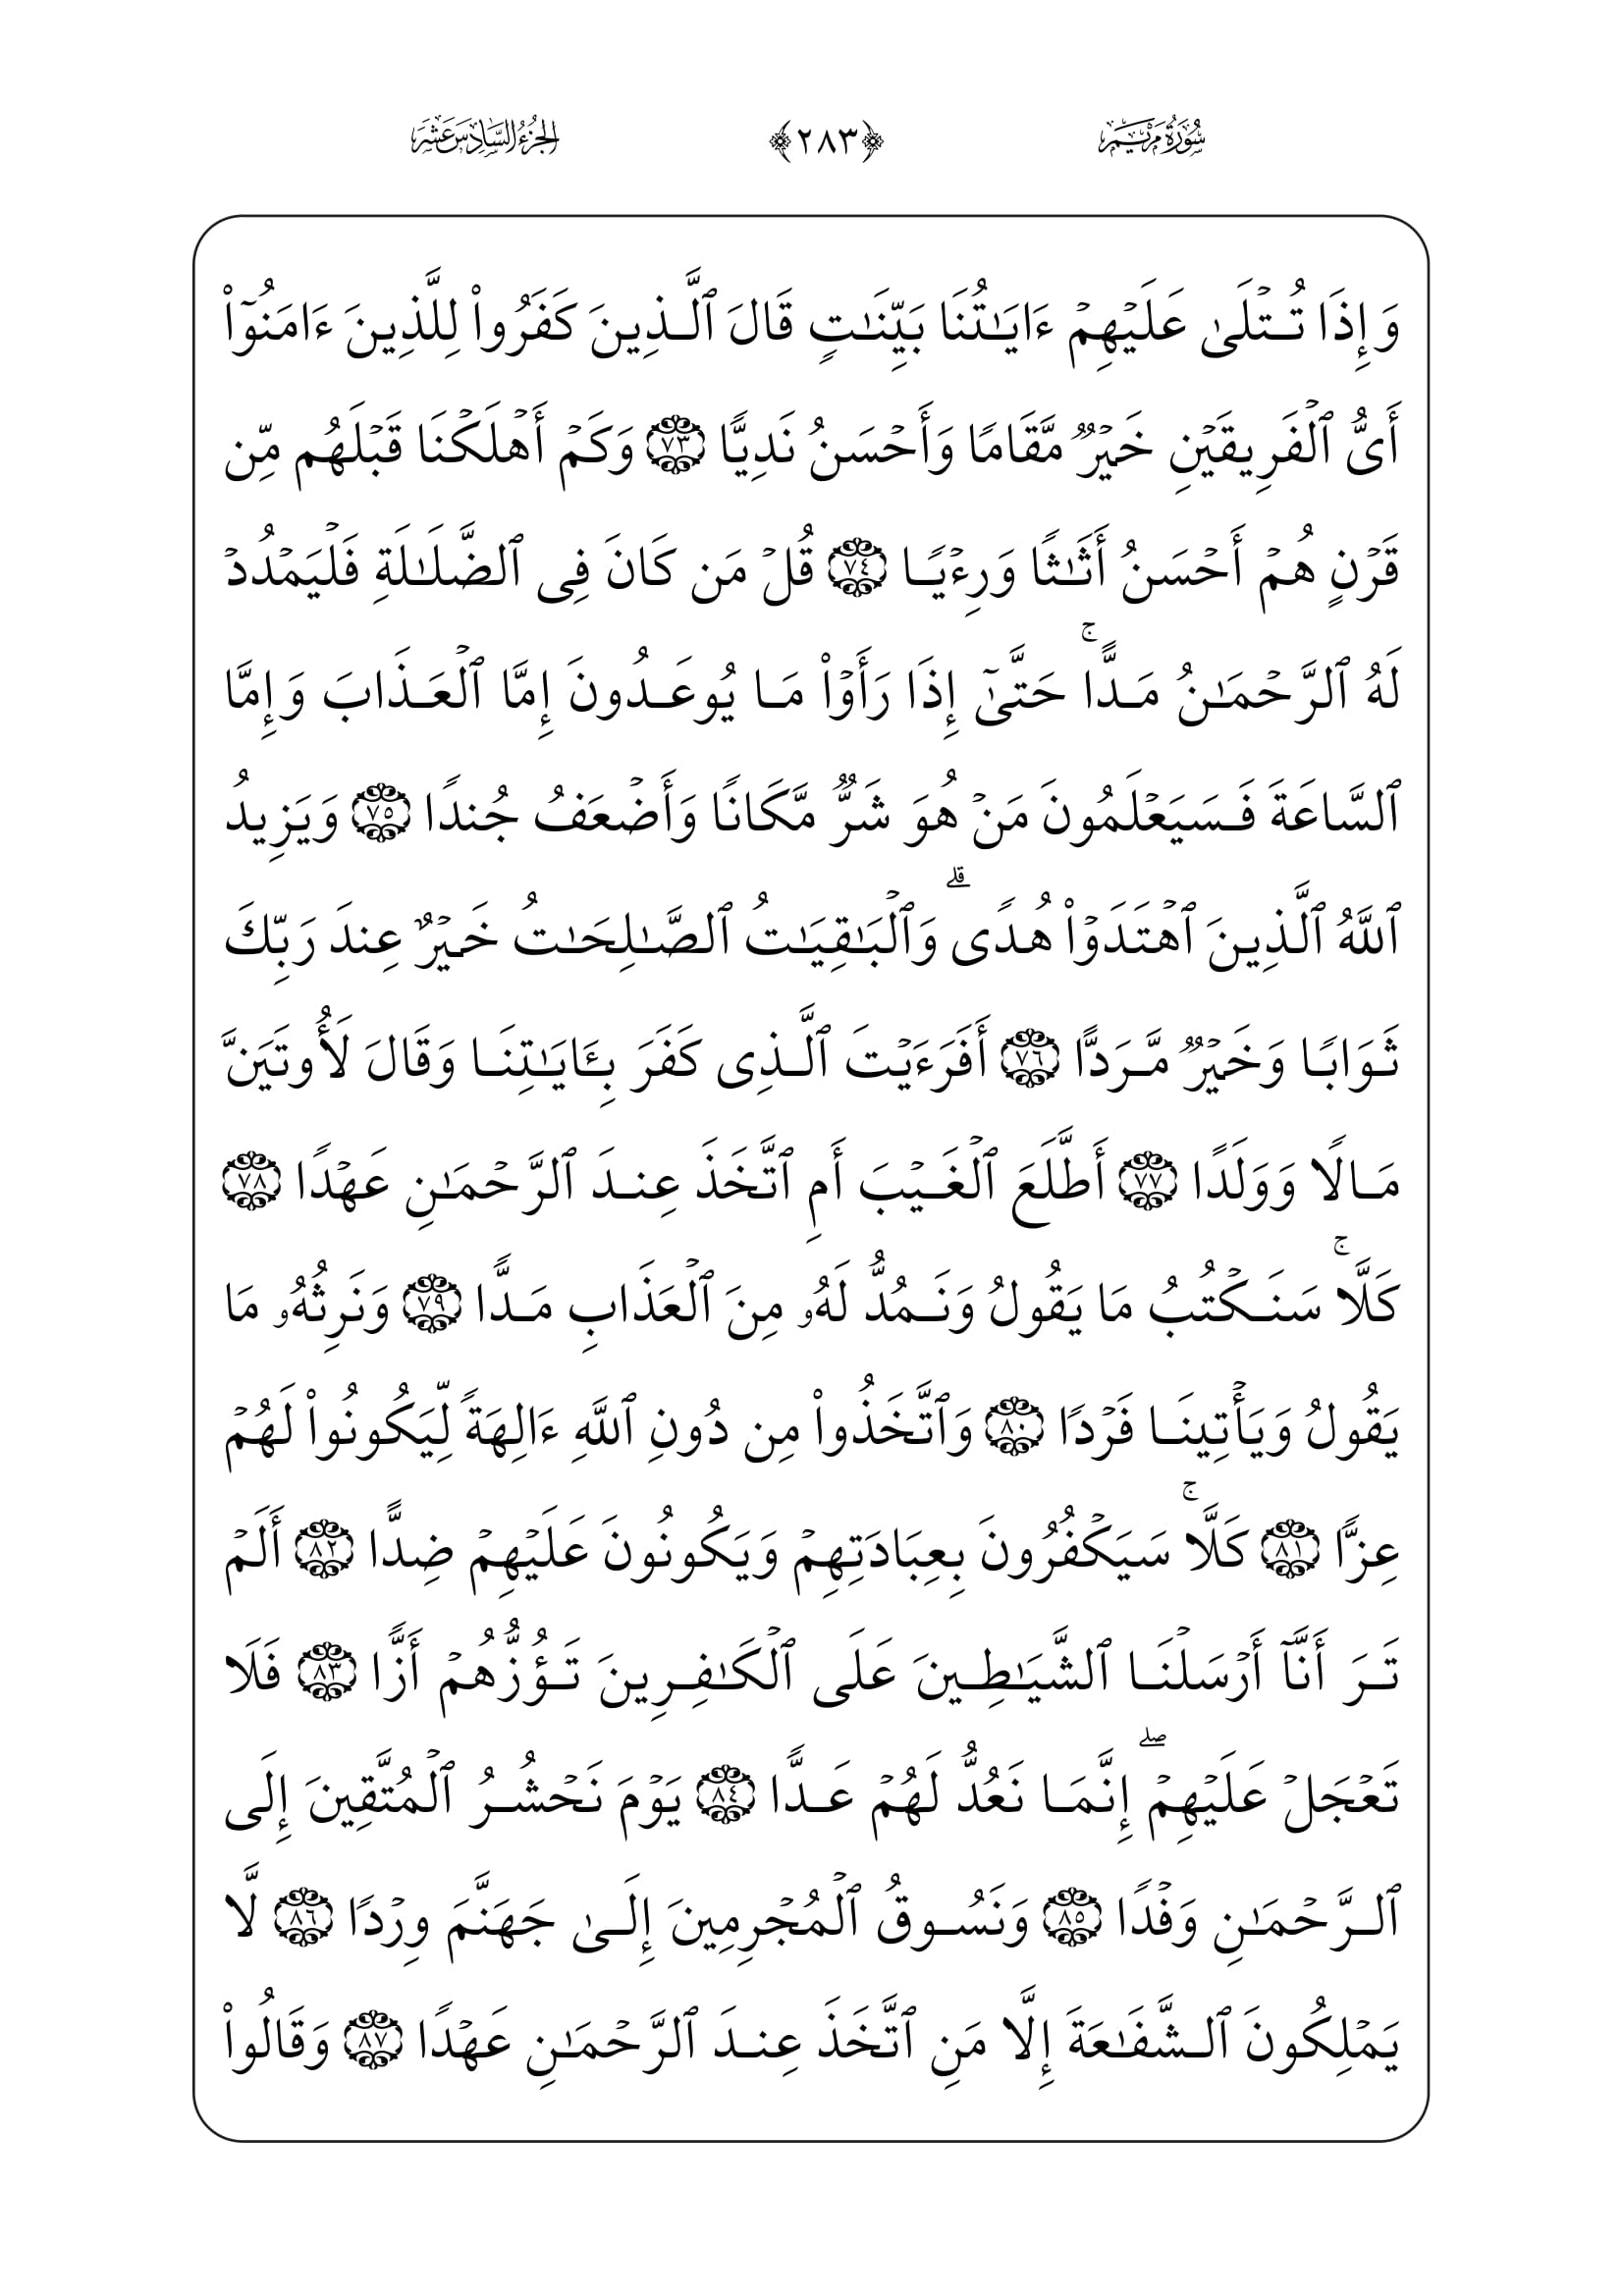 سُورَةُ مَرْيَمَ ﴿٢٨٣﴾ الجُزْءُ السَّادِسَ عَشَرَ
وَإِذَا تُتۡلَىٰ عَلَيۡهِمۡ ءَايَٰتُنَا بَيِّنَٰتٖ قَالَ ٱلَّذِينَ كَفَرُواْ لِلَّذِينَ ءَامَنُوٓاْ
أَيُّ ٱلۡفَرِيقَيۡنِ خَيۡرٞ مَّقَامٗا وَأَحۡسَنُ نَدِيّٗا ٧٣ وَكَمۡ أَهۡلَكۡنَا قَبۡلَهُم مِّن
قَرۡنٍ هُمۡ أَحۡسَنُ أَثَٰثٗا وَرِءۡيٗا ٧٤ قُلۡ مَن كَانَ فِي ٱلضَّلَٰلَةِ فَلۡيَمۡدُدۡ
لَهُ ٱلرَّحۡمَٰنُ مَدًّاۚ حَتَّىٰٓ إِذَا رَأَوۡاْ مَا يُوعَدُونَ إِمَّا ٱلۡعَذَابَ وَإِمَّا
ٱلسَّاعَةَ فَسَيَعۡلَمُونَ مَنۡ هُوَ شَرّٞ مَّكَانٗا وَأَضۡعَفُ جُندٗا ٧٥ وَيَزِيدُ
ٱللَّهُ ٱلَّذِينَ ٱهۡتَدَوۡاْ هُدٗىۗ وَٱلۡبَٰقِيَٰتُ ٱلصَّٰلِحَٰتُ خَيۡرٌ عِندَ رَبِّكَ
ثَوَابٗا وَخَيۡرٞ مَّرَدًّا ٧٦ أَفَرَءَيۡتَ ٱلَّذِي كَفَرَ بِـَٔايَٰتِنَا وَقَالَ لَأُوتَيَنَّ
مَالٗا وَوَلَدًا ٧٧ أَطَّلَعَ ٱلۡغَيۡبَ أَمِ ٱتَّخَذَ عِندَ ٱلرَّحۡمَٰنِ عَهۡدٗا ٧٨
كَلَّاۚ سَنَكۡتُبُ مَا يَقُولُ وَنَمُدُّ لَهُۥ مِنَ ٱلۡعَذَابِ مَدّٗا ٧٩ وَنَرِثُهُۥ مَا
يَقُولُ وَيَأۡتِينَا فَرۡدٗا ٨٠ وَٱتَّخَذُواْ مِن دُونِ ٱللَّهِ ءَالِهَةٗ لِّيَكُونُواْ لَهُمۡ
عِزّٗا ٨١ كَلَّاۚ سَيَكۡفُرُونَ بِعِبَادَتِهِمۡ وَيَكُونُونَ عَلَيۡهِمۡ ضِدًّا ٨٢ أَلَمۡ
تَرَ أَنَّآ أَرۡسَلۡنَا ٱلشَّيَٰطِينَ عَلَى ٱلۡكَٰفِرِينَ تَؤُزُّهُمۡ أَزّٗا ٨٣ فَلَا
تَعۡجَلۡ عَلَيۡهِمۡۖ إِنَّمَا نَعُدُّ لَهُمۡ عَدّٗا ٨٤ يَوۡمَ نَحۡشُرُ ٱلۡمُتَّقِينَ إِلَى
ٱلرَّحۡمَٰنِ وَفۡدٗا ٨٥ وَنَسُوقُ ٱلۡمُجۡرِمِينَ إِلَىٰ جَهَنَّمَ وِرۡدٗا ٨٦ لَّا
يَمۡلِكُونَ ٱلشَّفَٰعَةَ إِلَّا مَنِ ٱتَّخَذَ عِندَ ٱلرَّحۡمَٰنِ عَهۡدٗا ٨٧ وَقَالُواْ